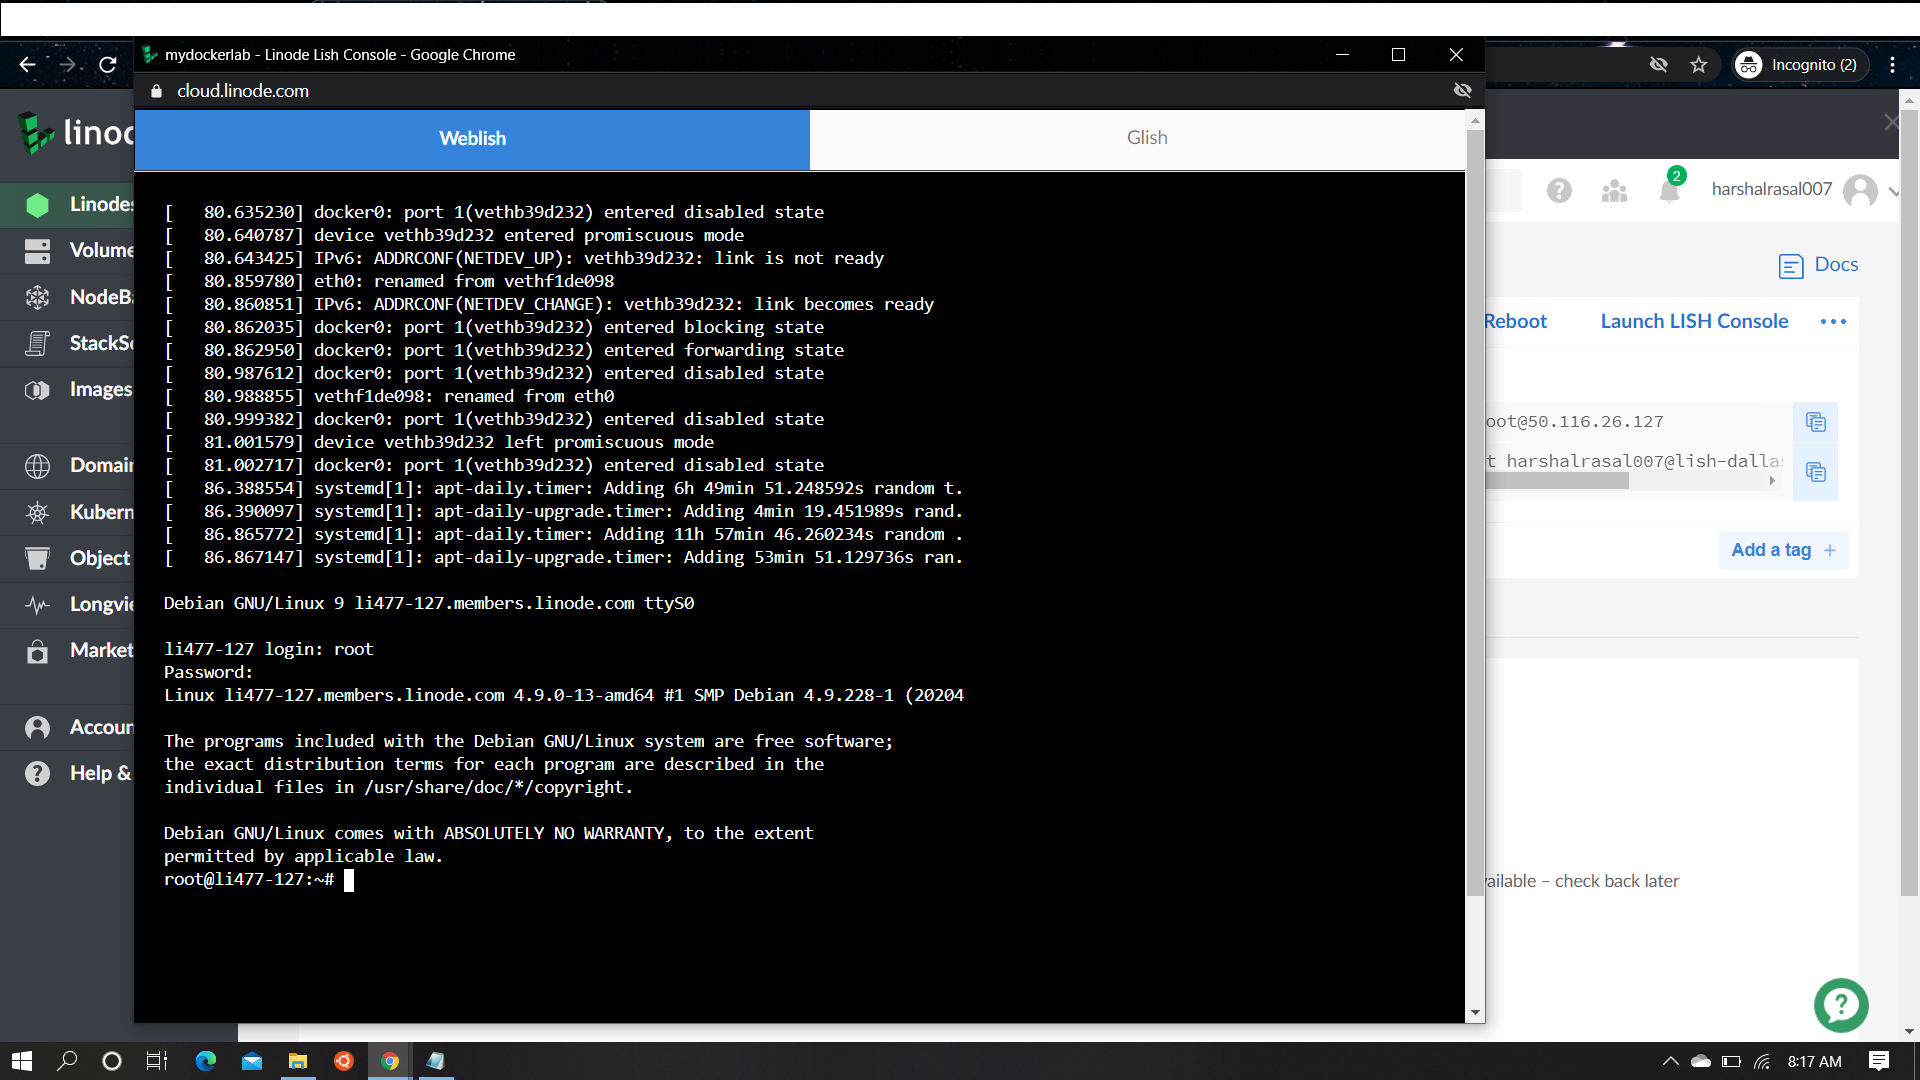 mydockerlab - Linode Lish Console - Google Chrome
Incognito (2)
cloud.linode.com
linod
Weblish
Glish
2
harshalrasal007
Linodes
Volume
NodeBa
StackSc
Images
Domain
Kubern
Object
Longvie
Market
Accoun
Help &
Docs
Reboot
Launch LISH Console
oot@50.116.26.127
t harshalrasal007@lish-dallas
Add a tag +
vailable – check back later
[   80.635230] docker0: port 1(vethb39d232) entered disabled state
[   80.640787] device vethb39d232 entered promiscuous mode
[   80.643425] IPv6: ADDRCONF(NETDEV_UP): vethb39d232: link is not ready
[   80.859780] eth0: renamed from vethf1de098
[   80.860851] IPv6: ADDRCONF(NETDEV_CHANGE): vethb39d232: link becomes ready
[   80.862035] docker0: port 1(vethb39d232) entered blocking state
[   80.862950] docker0: port 1(vethb39d232) entered forwarding state
[   80.987612] docker0: port 1(vethb39d232) entered disabled state
[   80.988855] vethf1de098: renamed from eth0
[   80.999382] docker0: port 1(vethb39d232) entered disabled state
[   81.001579] device vethb39d232 left promiscuous mode
[   81.002717] docker0: port 1(vethb39d232) entered disabled state
[   86.388554] systemd[1]: apt-daily.timer: Adding 6h 49min 51.248592s random t.
[   86.390097] systemd[1]: apt-daily-upgrade.timer: Adding 4min 19.451989s rand.
[   86.865772] systemd[1]: apt-daily.timer: Adding 11h 57min 46.260234s random .
[   86.867147] systemd[1]: apt-daily-upgrade.timer: Adding 53min 51.129736s ran.
Debian GNU/Linux 9 li477-127.members.linode.com ttyS0
li477-127 login: root
Password:
Linux li477-127.members.linode.com 4.9.0-13-amd64 #1 SMP Debian 4.9.228-1 (20204
The programs included with the Debian GNU/Linux system are free software;
the exact distribution terms for each program are described in the
individual files in /usr/share/doc/*/copyright.
Debian GNU/Linux comes with ABSOLUTELY NO WARRANTY, to the extent
permitted by applicable law.
root@li477-127:~#
8:17 AM